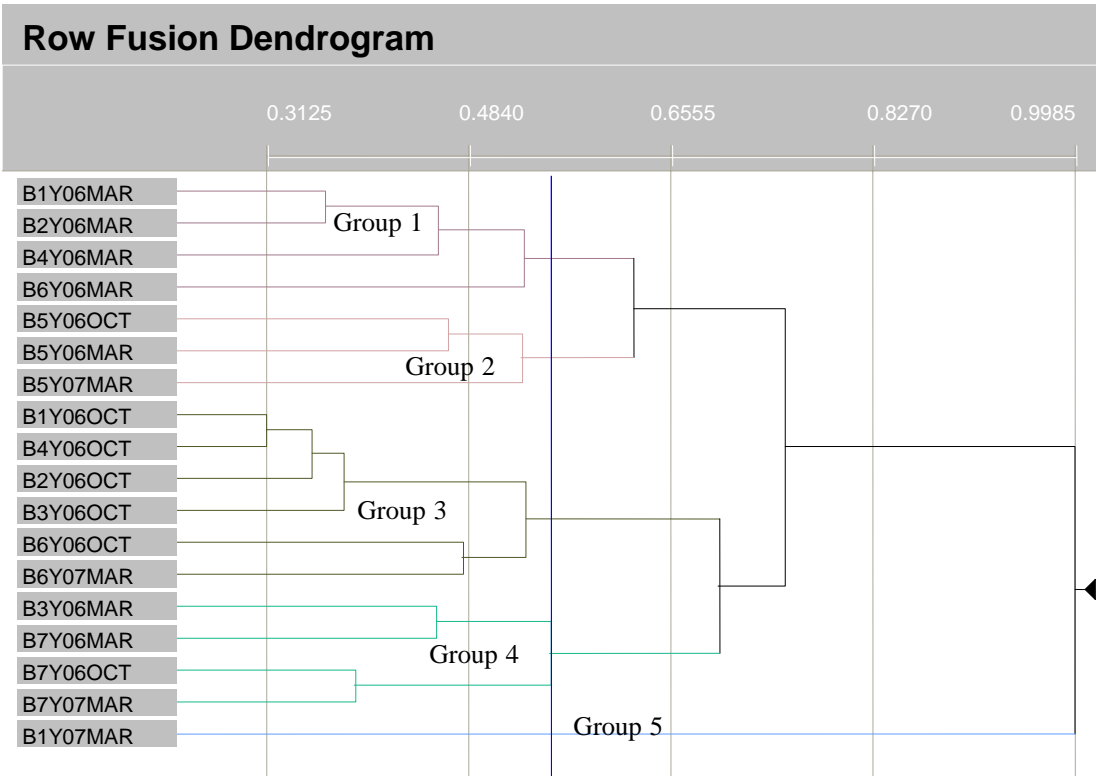 Row Fusion Dendrogram
0.3125 0.4840 0.6555 0.8270 0.9985
B1Y06MAR
B2Y06MAR
Group 1
B4Y06MAR
B6Y06MAR
B5Y06OCT
B5Y06MAR
Group 2
B5Y07MAR
B1Y06OCT
B4Y06OCT
B2Y06OCT
B3Y06OCT
Group 3
B6Y06OCT
B6Y07MAR
B3Y06MAR
B7Y06MAR
Group 4
B7Y06OCT
B7Y07MAR
Group 5
B1Y07MAR